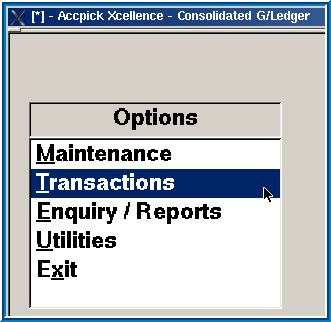 [*] - Accpick Xcellence - Consolidated G/Ledger
Options
Maintenance
Transactions
Enquiry / Reports
Utilities
Exit